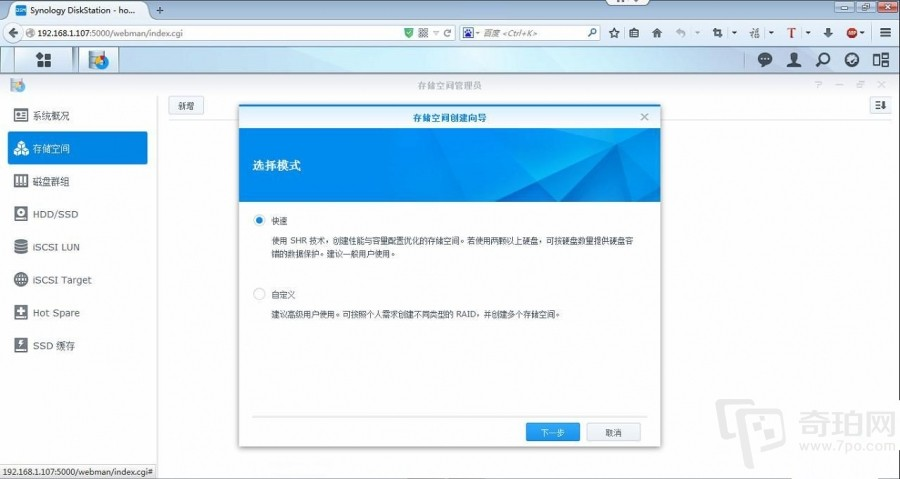 Synology DiskStation - ho...
192.168.1.107:5000/webman/index.cgi
百度 <Ctrl+K>
存储空间管理员
系统概况
存储空间
磁盘群组
HDD/SSD
iSCSI LUN
iSCSI Target
Hot Spare
SSD 缓存
新增
存储空间创建向导
选择模式
快速
使用 SHR 技术，创建性能与容量配置优化的存储空间。若使用两颗以上硬盘，可按硬盘数量提供硬盘容
错的数据保护。建议一般用户使用。
自定义
建议高级用户使用。可按照个人需求创建不同类型的 RAID，并创建多个存储空间。
下一步
取消
奇珀网
www.7po.com
192.168.1.107:5000/webman/index.cgi#